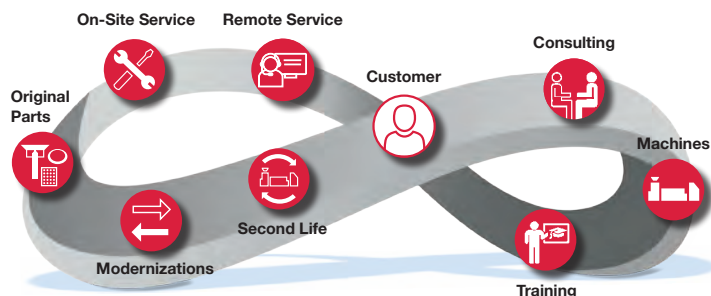 On-Site Service
Remote Service
Consulting
Customer
Original
Parts
Machines
Second Life
Modernizations
Training